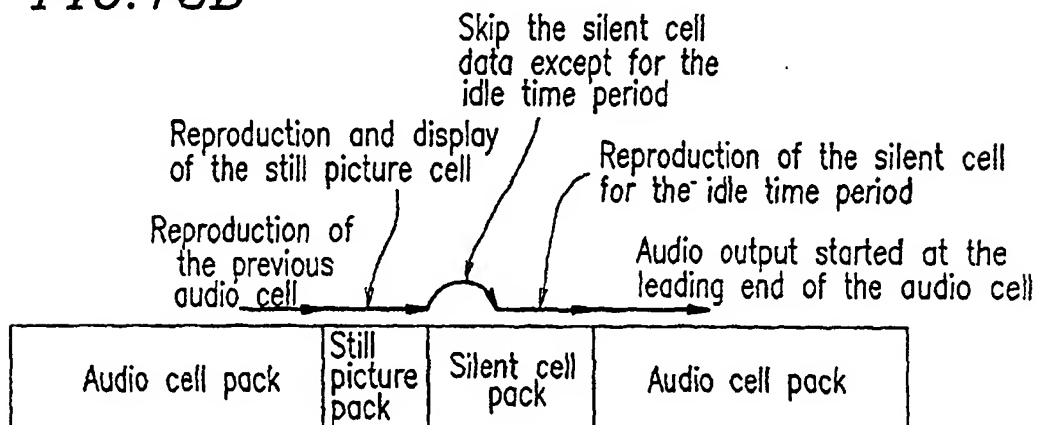 Skip the silent cell
data except for the
idle time period
Reproduction and display
of the still picture cell
Reproduction of the silent cell
for the idle time period
Reproduction of
the previous
audio cell
Audio output started at the
leading end of the audio cell
Audio cell pack
Still
picture
pack
Silent cell
pack
Audio cell pack